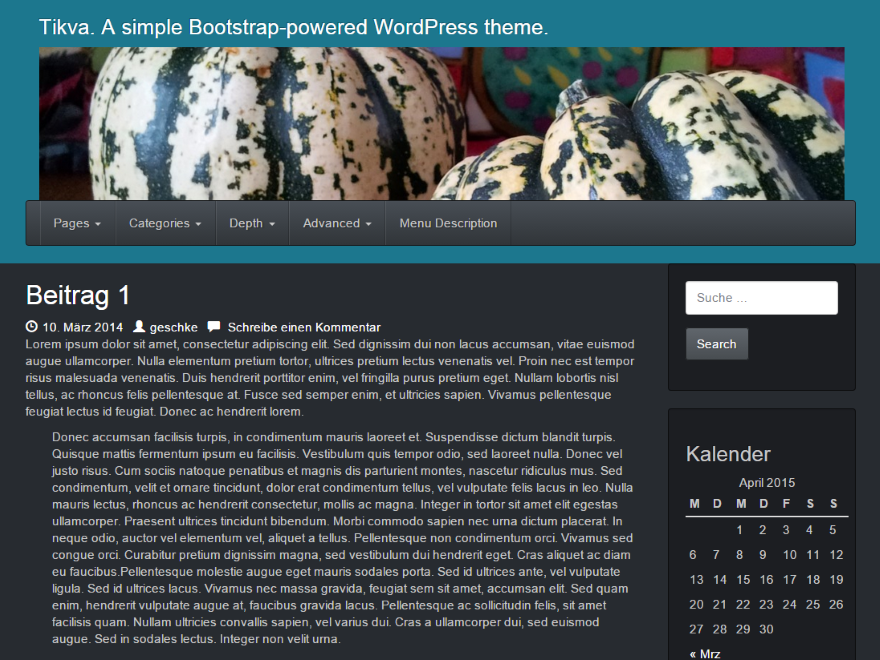 Tikva. A simple Bootstrap-powered WordPress theme.
Pages Categories Depth Advanced Menu Description
Beitrag 1
10. März 2014 geschke Schreibe einen Kommentar
Lorem ipsum dolor sit amet, consectetur adipiscing elit. Sed dignissim dui non lacus accumsan, vitae euismod
augue ullamcorper. Nulla elementum pretium tortor, ultrices pretium lectus venenatis vel. Proin nec est tempor
risus malesuada venenatis. Duis hendrerit porttitor enim, vel fringilla purus pretium eget. Nullam lobortis nisl
tellus, ac rhoncus felis pellentesque at. Fusce sed semper enim, et ultricies sapien. Vivamus pellentesque
feugiat lectus id feugiat. Donec ac hendrerit lorem.
Donec accumsan facilisis turpis, in condimentum mauris laoreet et. Suspendisse dictum blandit turpis.
Quisque mattis fermentum ipsum eu facilisis. Vestibulum quis tempor odio, sed laoreet nulla. Donec vel
justo risus. Cum sociis natoque penatibus et magnis dis parturient montes, nascetur ridiculus mus. Sed
condimentum, velit et ornare tincidunt, dolor erat condimentum tellus, vel vulputate felis lacus in leo. Nulla
mauris lectus, rhoncus ac hendrerit consectetur, mollis ac magna. Integer in tortor sit amet elit egestas
ullamcorper. Praesent ultrices tincidunt bibendum. Morbi commodo sapien nec urna dictum placerat. In
neque odio, auctor vel elementum vel, aliquet a tellus. Pellentesque non condimentum orci. Vivamus sed
congue orci. Curabitur pretium dignissim magna, sed vestibulum dui hendrerit eget. Cras aliquet ac diam
eu faucibus.Pellentesque molestie augue eget mauris sodales porta. Sed id ultrices ante, vel vulputate
ligula. Sed id ultrices lacus. Vivamus nec massa gravida, feugiat sem sit amet, accumsan elit. Sed quam
enim, hendrerit vulputate augue at, faucibus gravida lacus. Pellentesque ac sollicitudin felis, sit amet
facilisis quam. Nullam ultricies convallis sapien, vel varius dui. Cras a ullamcorper dui, sed euismod
augue. Sed in sodales lectus. Integer non velit urna.
Suche ...
Search
Kalender
April 2015
M D M D F S S
1 2 3 4 5
6 7 8 9 10 11 12
13 14 15 16 17 18 19
20 21 22 23 24 25 26
27 28 29 30
« Mrz